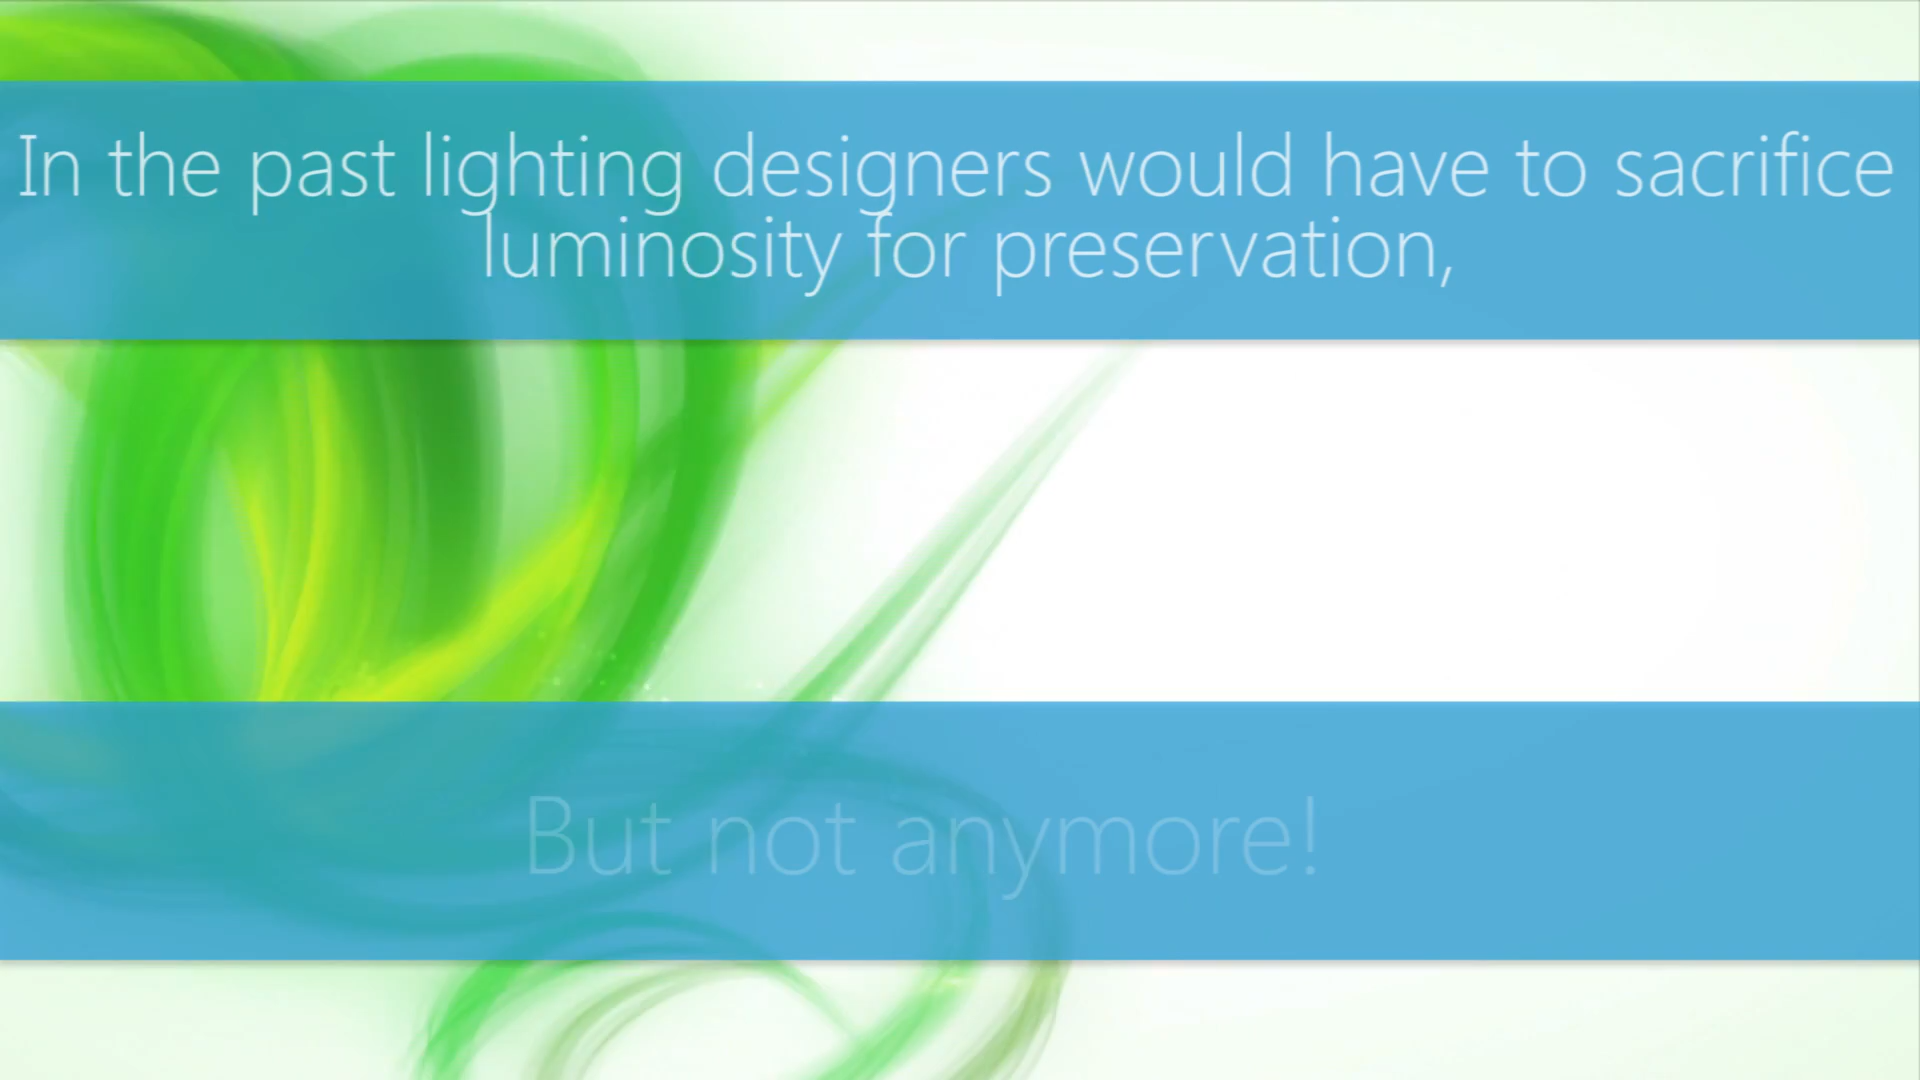 In the past lighting designers would have to sacrifice
luminosity for preservation,
But not anymore!